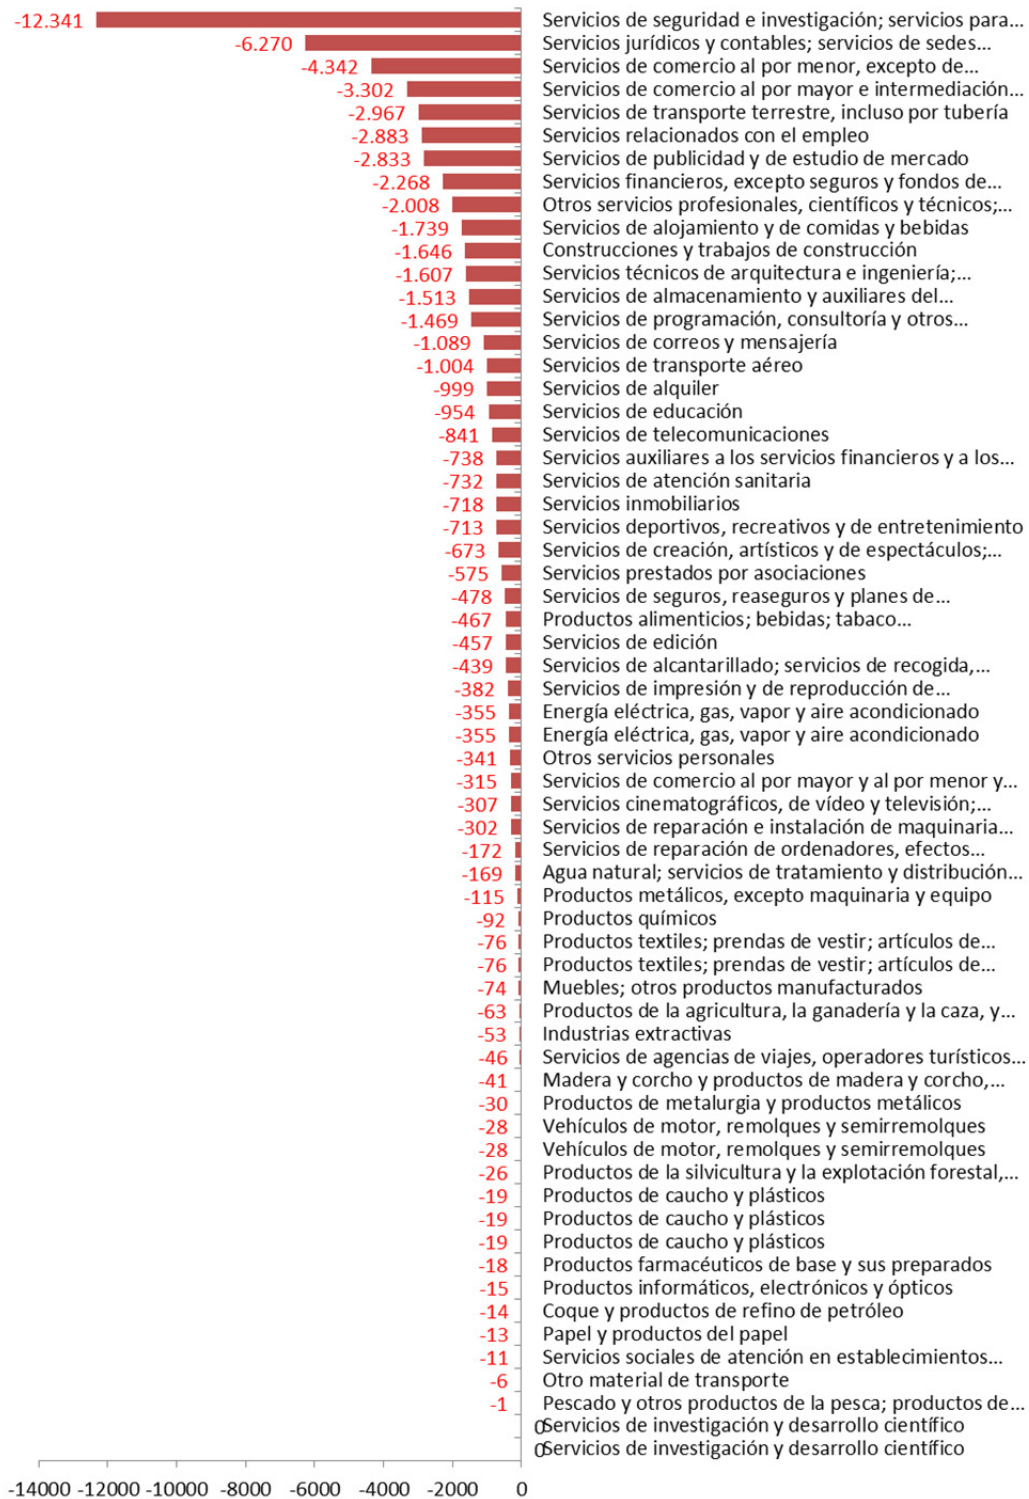 -12.341 Servicios de seguridad e investigación; servicios para...
-6.270 Servicios jurídicos y contables; servicios de sedes...
-4.342 Servicios de comercio al por menor, excepto de...
-3.302 Servicios de comercio al por mayor e intermediación...
-2.967 Servicios de transporte terrestre, incluso por tubería
-2.883 Servicios relacionados con el empleo
-2.833 Servicios de publicidad y de estudio de mercado
-2.268 Servicios financieros, excepto seguros y fondos de...
-2.008 Otros servicios profesionales, científicos y técnicos;...
-1.739 Servicios de alojamiento y de comidas y bebidas
-1.646 Construcciones y trabajos de construcción
-1.607 Servicios técnicos de arquitectura e ingeniería;...
-1.513 Servicios de almacenamiento y auxiliares del...
-1.469 Servicios de programación, consultoría y otros...
-1.089 Servicios de correos y mensajería
-1.004 Servicios de transporte aéreo
-999 Servicios de alquiler
-954 Servicios de educación
-841 Servicios de telecomunicaciones
-738 Servicios auxiliares a los servicios financieros y a los...
-732 Servicios de atención sanitaria
-718 Servicios inmobiliarios
-713 Servicios deportivos, recreativos y de entretenimiento
-673 Servicios de creación, artísticos y de espectáculos;...
-575 Servicios prestados por asociaciones
-478 Servicios de seguros, reaseguros y planes de...
-467 Productos alimenticios; bebidas; tabaco...
-457 Servicios de edición
-439 Servicios de alcantarillado; servicios de recogida,...
-382 Servicios de impresión y de reproducción de...
-355 Energía eléctrica, gas, vapor y aire acondicionado
-355 Energía eléctrica, gas, vapor y aire acondicionado
-341 Otros servicios personales
-315 Servicios de comercio al por mayor y al por menor y...
-307 Servicios cinematográficos, de vídeo y televisión;...
-302 Servicios de reparación e instalación de maquinaria...
-172 Servicios de reparación de ordenadores, efectos...
-169 Agua natural; servicios de tratamiento y distribución...
-115 Productos metálicos, excepto maquinaria y equipo
-92 Productos químicos
-76 Productos textiles; prendas de vestir; artículos de...
-76 Productos textiles; prendas de vestir; artículos de...
-74 Muebles; otros productos manufacturados
-63 Productos de la agricultura, la ganadería y la caza, y...
-53 Industrias extractivas
-46 Servicios de agencias de viajes, operadores turísticos...
-41 Madera y corcho y productos de madera y corcho,...
-30 Productos de metalurgia y productos metálicos
-28 Vehículos de motor, remolques y semirremolques
-28 Vehículos de motor, remolques y semirremolques
-26 Productos de la silvicultura y la explotación forestal,...
-19 Productos de caucho y plásticos
-19 Productos de caucho y plásticos
-19 Productos de caucho y plásticos
-18 Productos farmacéuticos de base y sus preparados
-15 Productos informáticos, electrónicos y ópticos
-14 Coque y productos de refino de petróleo
-13 Papel y productos del papel
-11 Servicios sociales de atención en establecimientos...
-6 Otro material de transporte
-1 Pescado y otros productos de la pesca; productos de...
0 Servicios de investigación y desarrollo científico
0 Servicios de investigación y desarrollo científico
-14000 -12000 -10000 -8000 -6000 -4000 -2000 0